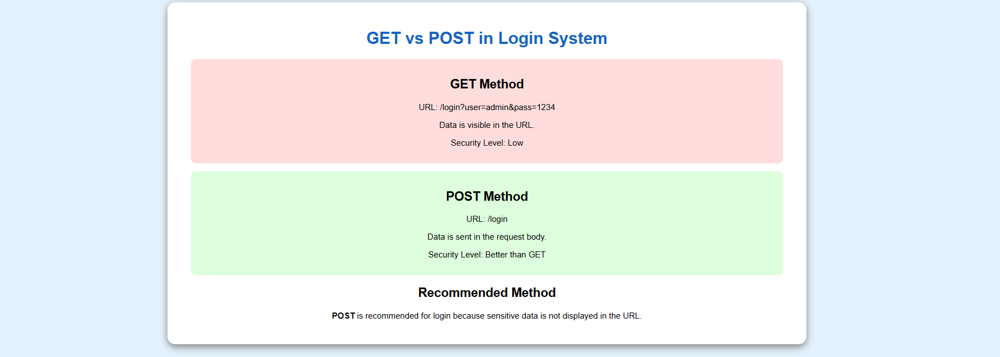 GET vs POST in Login System
GET Method
URL: /login?user=admin&pass=1234
Data is visible in the URL.
Security Level: Low
POST Method
URL: /login
Data is sent in the request body.
Security Level: Better than GET
Recommended Method
POST is recommended for login because sensitive data is not displayed in the URL.